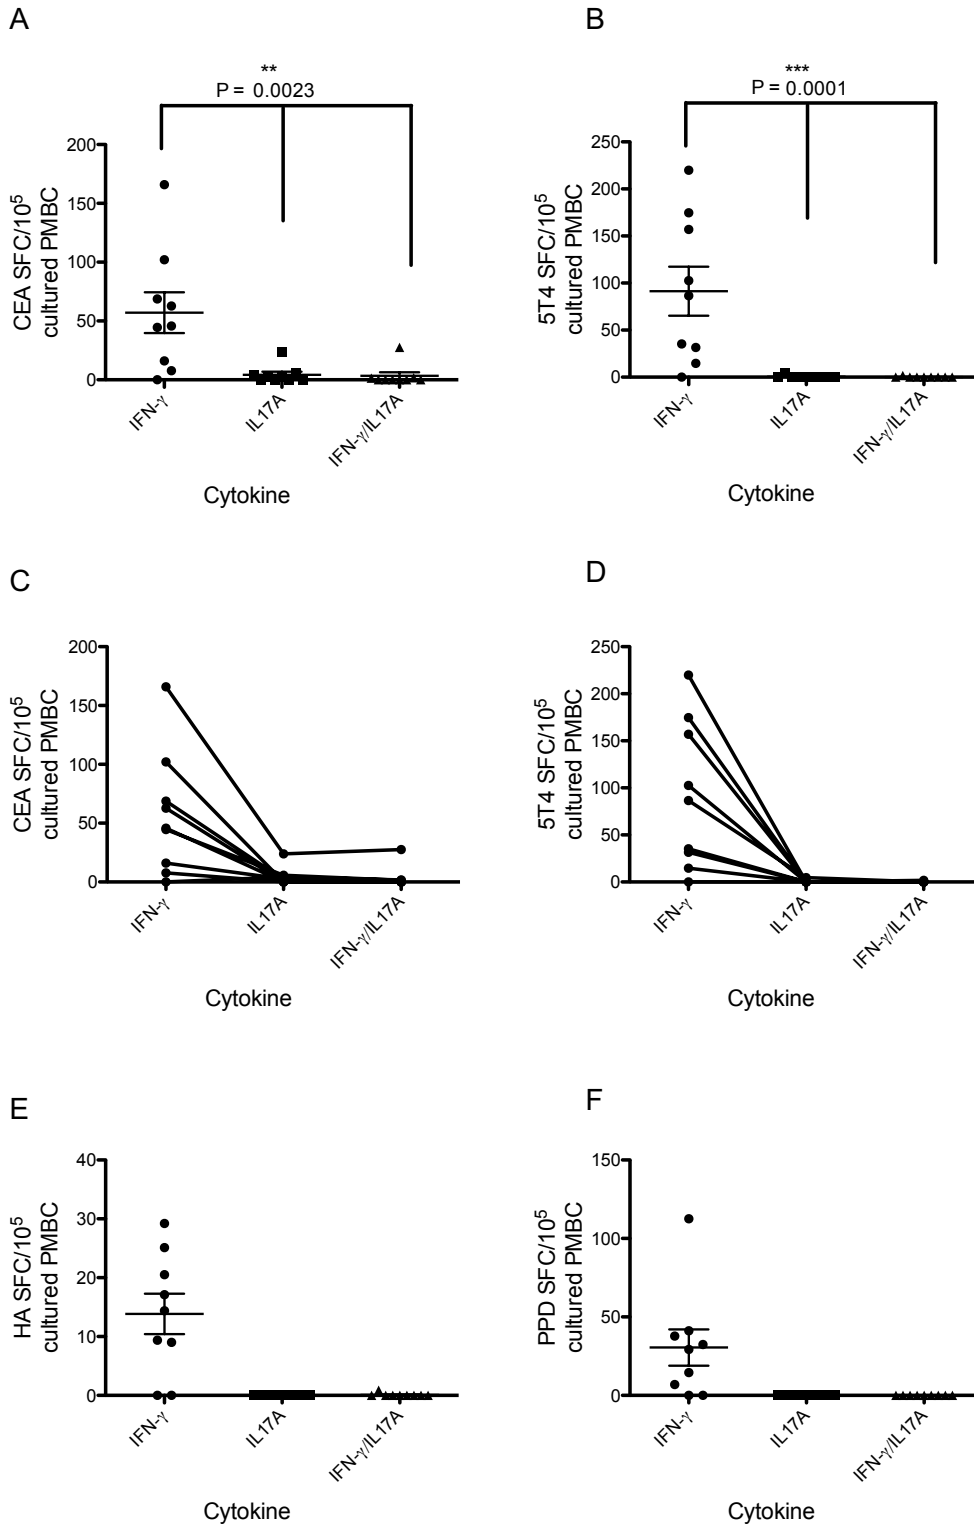 A
**
P = 0.0023
CEA SFC/10⁵
cultured PMBC
200
150
100
50
0
IFN-γ
IL17A
IFN-γ/IL17A
Cytokine
B
***
P = 0.0001
5T4 SFC/10⁵
cultured PMBC
250
200
150
100
50
0
IFN-γ
IL17A
IFN-γ/IL17A
Cytokine
C
CEA SFC/10⁵
cultured PMBC
200
150
100
50
0
IFN-γ
IL17A
IFN-γ/IL17A
Cytokine
D
5T4 SFC/10⁵
cultured PMBC
250
200
150
100
50
0
IFN-γ
IL17A
IFN-γ/IL17A
Cytokine
E
HA SFC/10⁵
cultured PMBC
40
30
20
10
0
IFN-γ
IL17A
IFN-γ/IL17A
Cytokine
F
PPD SFC/10⁵
cultured PMBC
150
100
50
0
IFN-γ
IL17A
IFN-γ/IL17A
Cytokine